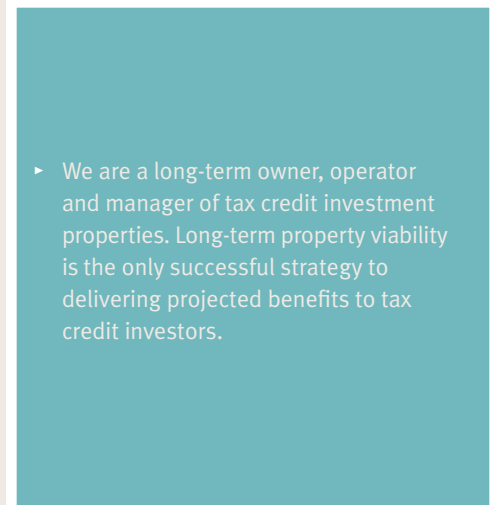 ‣ We are a long-term owner, operator
and manager of tax credit investment
properties. Long-term property viability
is the only successful strategy to
delivering projected benefits to tax
credit investors.